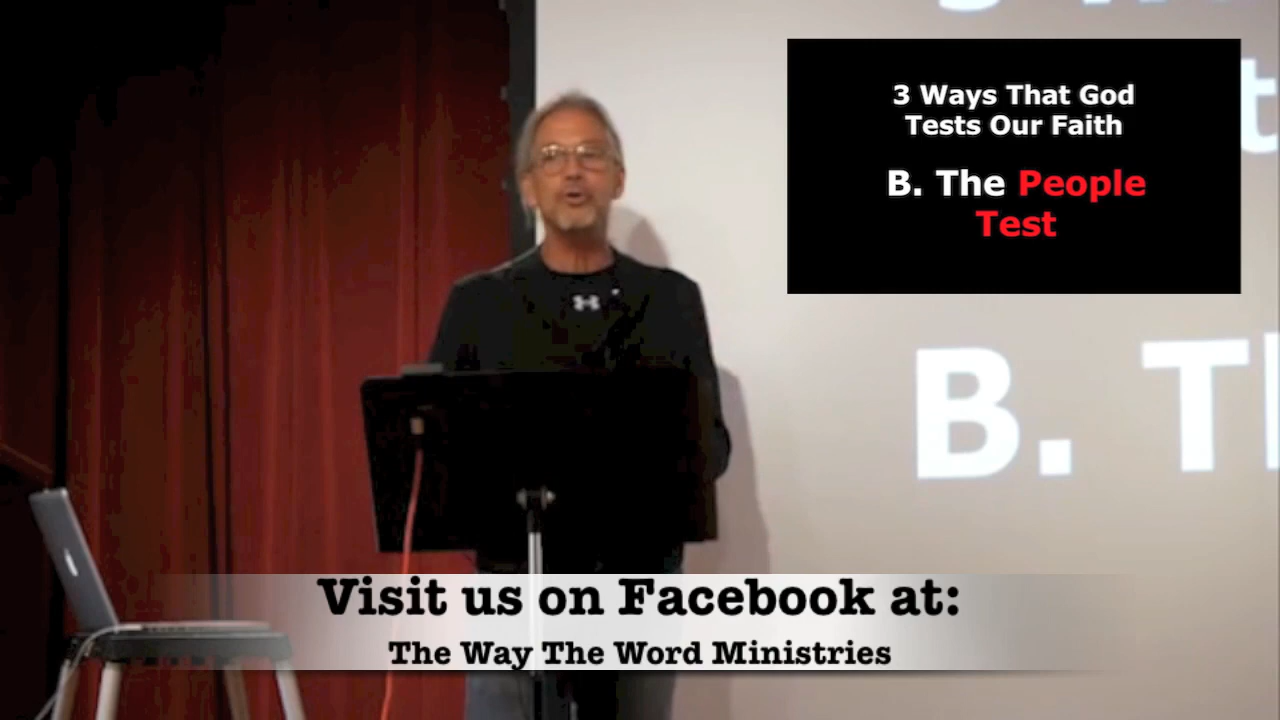 3 Ways That God
Tests Our Faith
B. The People
Test
B. T
Visit us on Facebook at:
The Way The Word Ministries